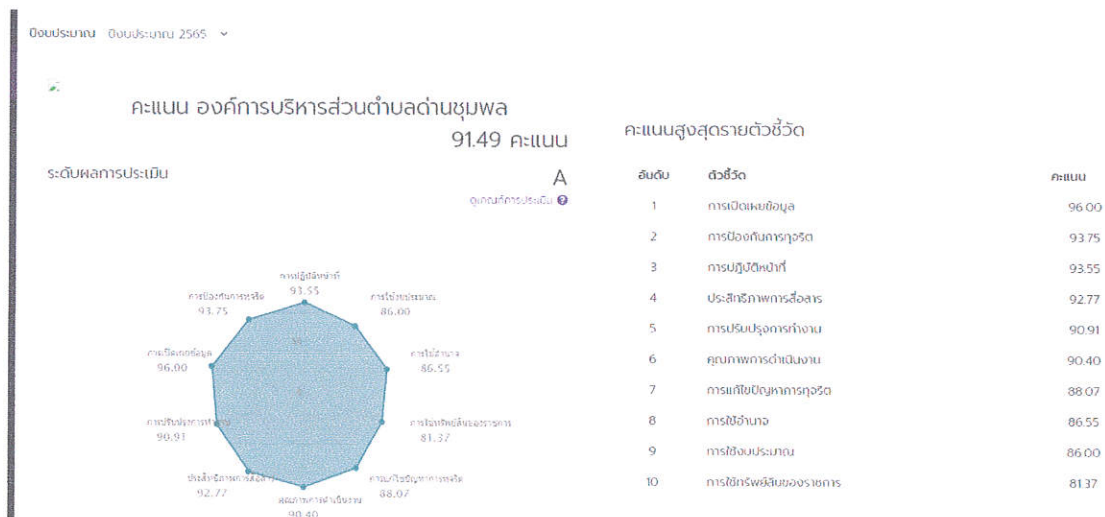 ปีงบประมาณ ปีงบประมาณ 2565
คะแนน องค์การบริหารส่วนตำบลด่านชุมพล
91.49 คะแนน
ระดับผลการประเมิน
A
ดูเกณฑ์การประเมิน
การปฏิบัติหน้าที่
93.55
การใช้งบประมาณ
86.00
การใช้อำนาจ
86.55
การใช้ทรัพย์สินของราชการ
81.37
การแก้ไขปัญหาการทุจริต
88.07
คุณภาพการดำเนินงาน
90.40
ประสิทธิภาพการสื่อสาร
92.77
การปรับปรุงการทำงาน
90.91
การเปิดเผยข้อมูล
96.00
การป้องกันการทุจริต
93.75
คะแนนสูงสุดรายตัวชี้วัด
อันดับ ตัวชี้วัด คะแนน
1 การเปิดเผยข้อมูล 96.00
2 การป้องกันการทุจริต 93.75
3 การปฏิบัติหน้าที่ 93.55
4 ประสิทธิภาพการสื่อสาร 92.77
5 การปรับปรุงการทำงาน 90.91
6 คุณภาพการดำเนินงาน 90.40
7 การแก้ไขปัญหาการทุจริต 88.07
8 การใช้อำนาจ 86.55
9 การใช้งบประมาณ 86.00
10 การใช้ทรัพย์สินของราชการ 81.37